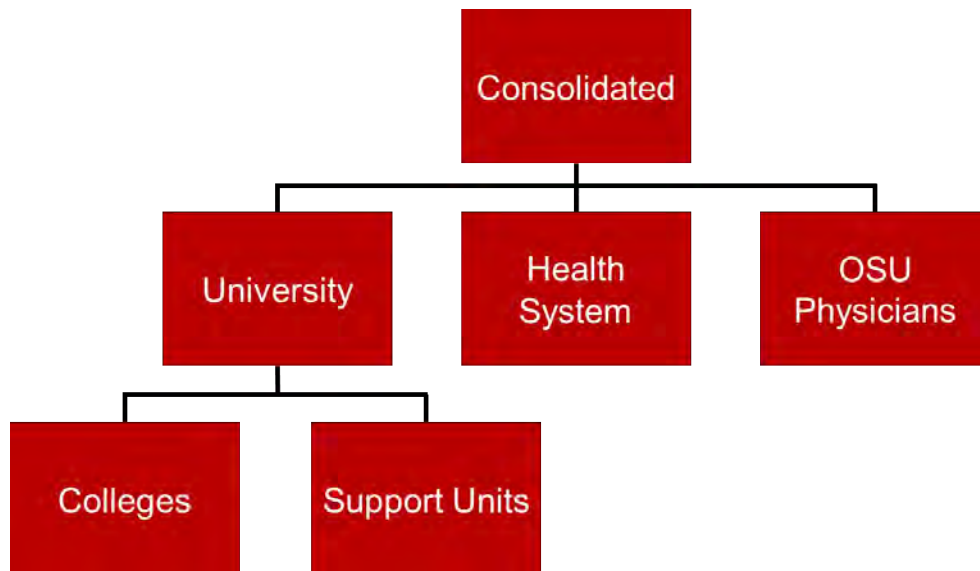 Consolidated
University
Health
System
OSU
Physicians
Colleges
Support Units